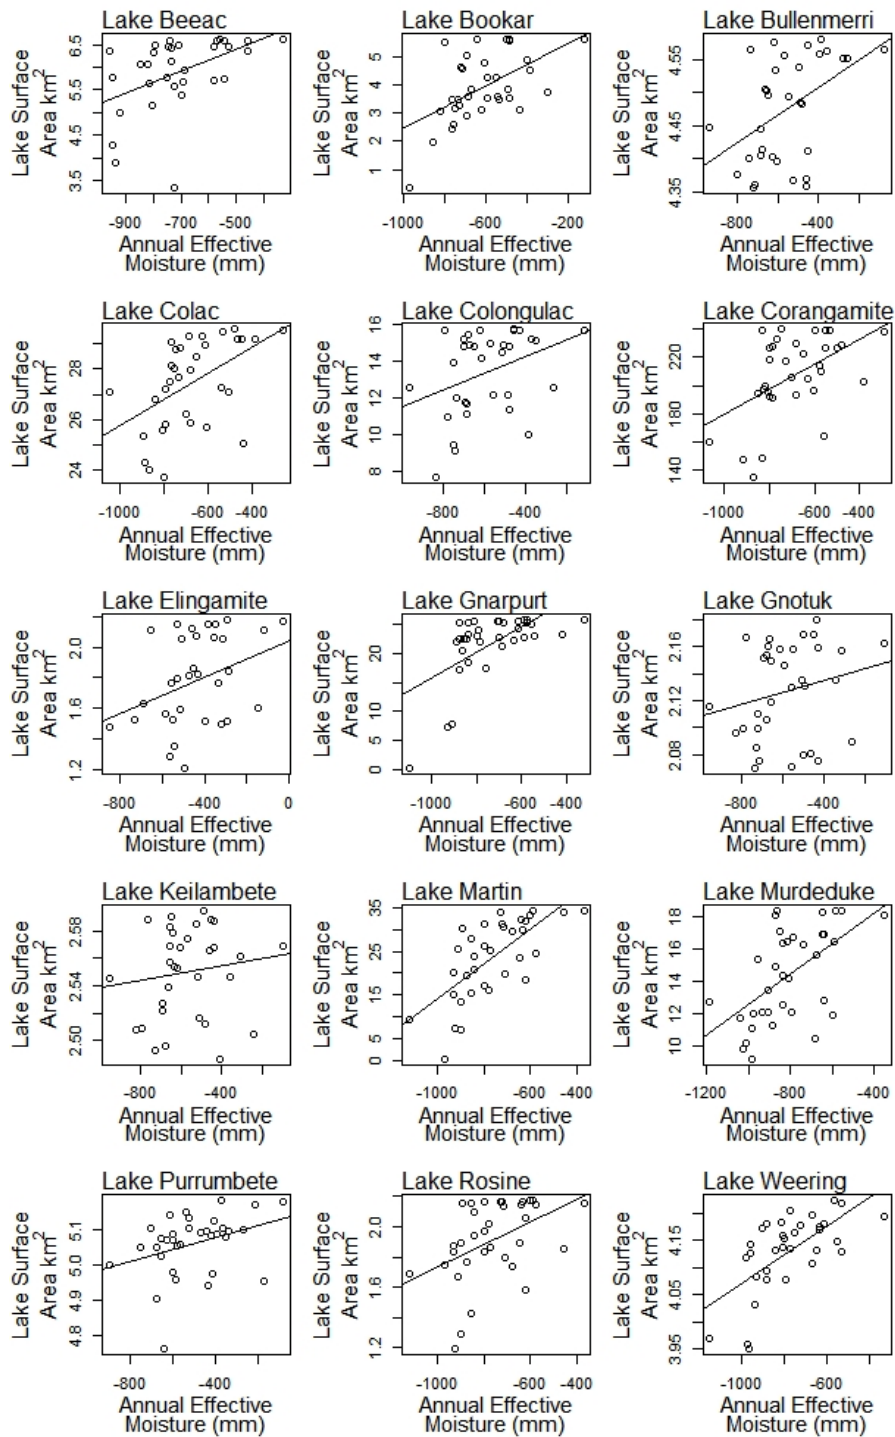 Lake Beeac
Lake Surface
Area km²
6.5
5.5
4.5
3.5
-900 -700 -500
Annual Effective
Moisture (mm)
Lake Bookar
Lake Surface
Area km²
5
4
3
2
1
-1000 -600 -200
Annual Effective
Moisture (mm)
Lake Bullenmerri
Lake Surface
Area km²
4.55
4.45
4.35
-800 -400
Annual Effective
Moisture (mm)
Lake Colac
Lake Surface
Area km²
28
26
24
-1000 -600 -400
Annual Effective
Moisture (mm)
Lake Colongulac
Lake Surface
Area km²
16
14
12
10
8
-800 -400
Annual Effective
Moisture (mm)
Lake Corangamite
Lake Surface
Area km²
220
180
140
-1000 -600 -400
Annual Effective
Moisture (mm)
Lake Elingamite
Lake Surface
Area km²
2.0
1.6
1.2
-800 -400 0
Annual Effective
Moisture (mm)
Lake Gnarpurt
Lake Surface
Area km²
20
10
5
0
-1000 -600 -400
Annual Effective
Moisture (mm)
Lake Gnotuk
Lake Surface
Area km²
2.16
2.12
2.08
-800 -400
Annual Effective
Moisture (mm)
Lake Keilambete
Lake Surface
Area km²
2.58
2.54
2.50
-800 -400
Annual Effective
Moisture (mm)
Lake Martin
Lake Surface
Area km²
35
25
15
5
0
-1000 -600 -400
Annual Effective
Moisture (mm)
Lake Murdeduke
Lake Surface
Area km²
18
16
14
12
10
-1200 -800 -400
Annual Effective
Moisture (mm)
Lake Purrumbete
Lake Surface
Area km²
5.1
5.0
4.9
4.8
-800 -400
Annual Effective
Moisture (mm)
Lake Rosine
Lake Surface
Area km²
2.0
1.6
1.2
-1000 -600 -400
Annual Effective
Moisture (mm)
Lake Weering
Lake Surface
Area km²
4.15
4.05
3.95
-1000 -600
Annual Effective
Moisture (mm)